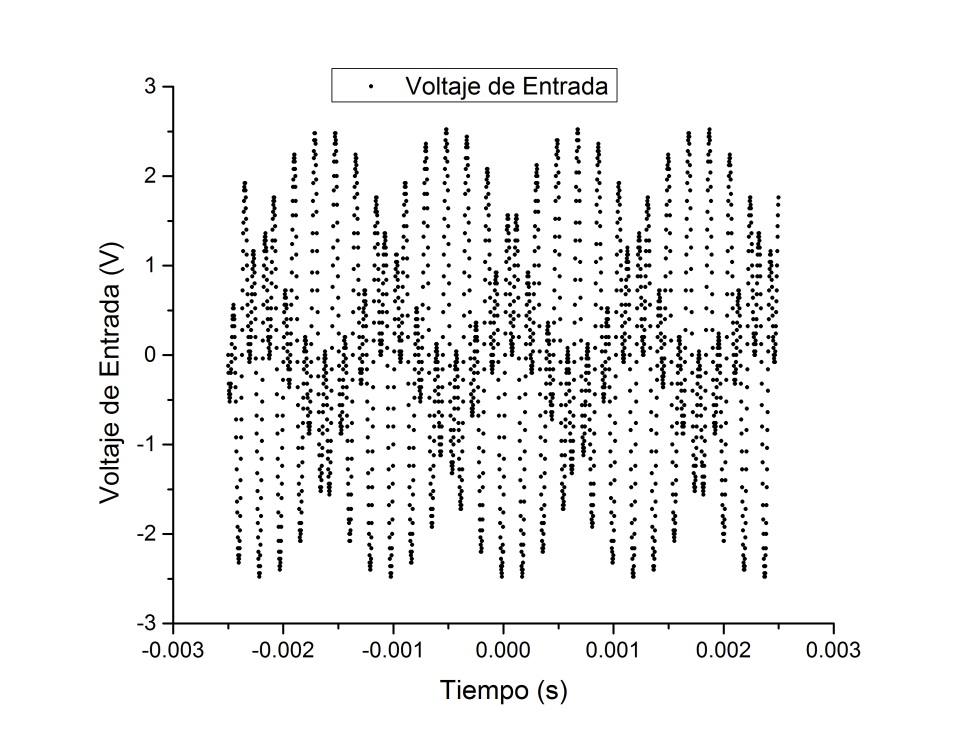 Voltaje de Entrada
Voltaje de Entrada (V)
3
2
1
0
-1
-2
-3
-0.003 -0.002 -0.001 0.000 0.001 0.002 0.003
Tiempo (s)